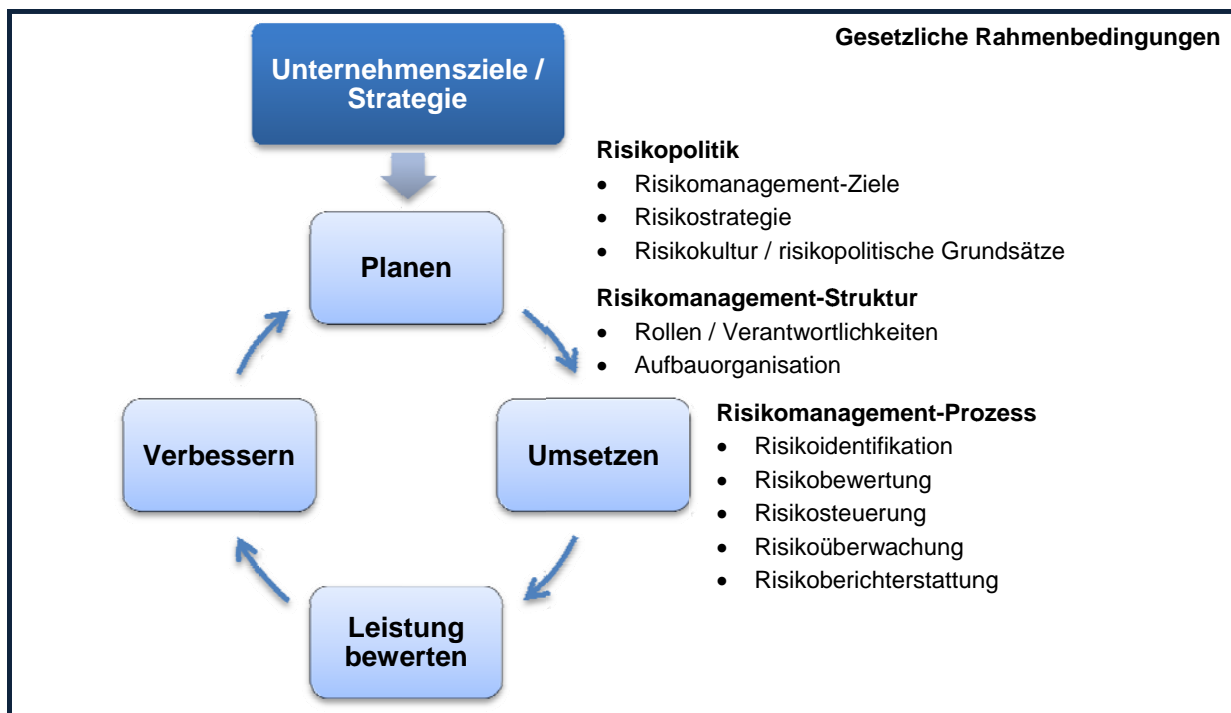 Gesetzliche Rahmenbedingungen
Unternehmensziele /
Strategie
Risikopolitik
• Risikomanagement-Ziele
• Risikostrategie
• Risikokultur / risikopolitische Grundsätze
Planen
Risikomanagement-Struktur
• Rollen / Verantwortlichkeiten
• Aufbauorganisation
Verbessern
Umsetzen
Risikomanagement-Prozess
• Risikoidentifikation
• Risikobewertung
• Risikosteuerung
• Risikoüberwachung
• Risikoberichterstattung
Leistung
bewerten